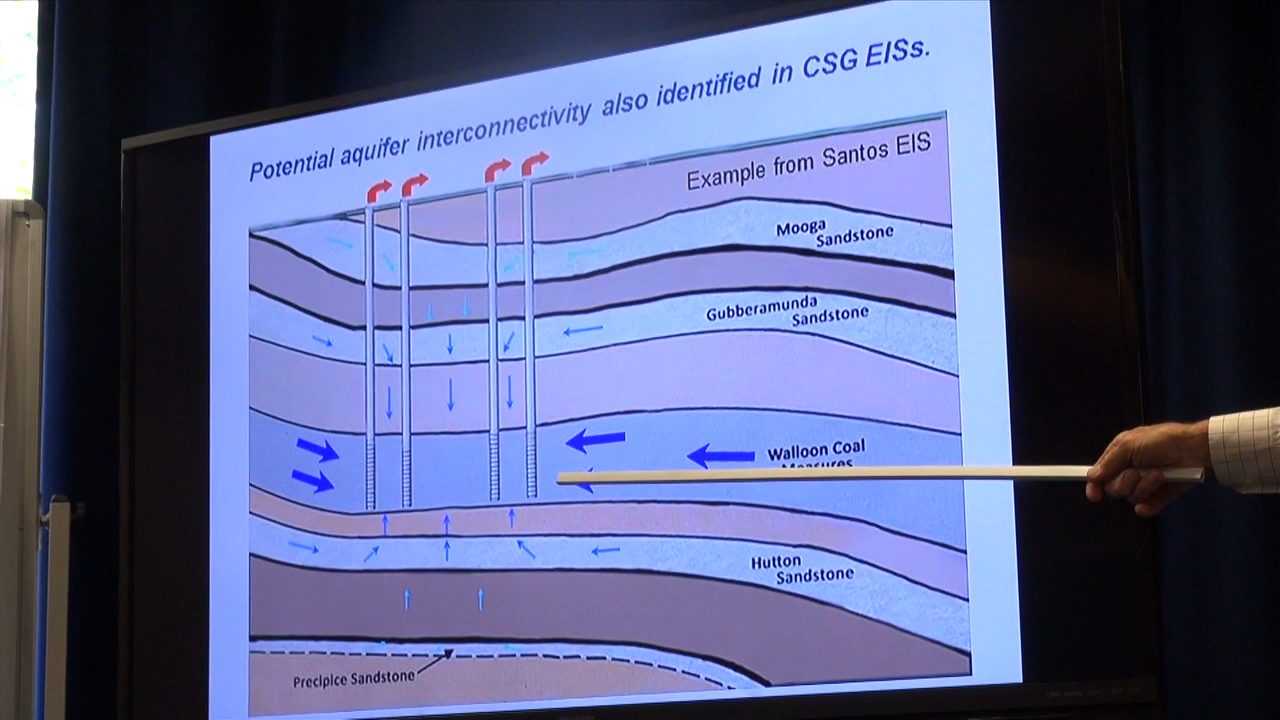 Potential aquifer interconnectivity also identified in CSG EISs.
Example from Santos EIS
Mooga
Sandstone
Gubberamunda
Sandstone
Walloon Coal
Measures
Hutton
Sandstone
Precipice Sandstone